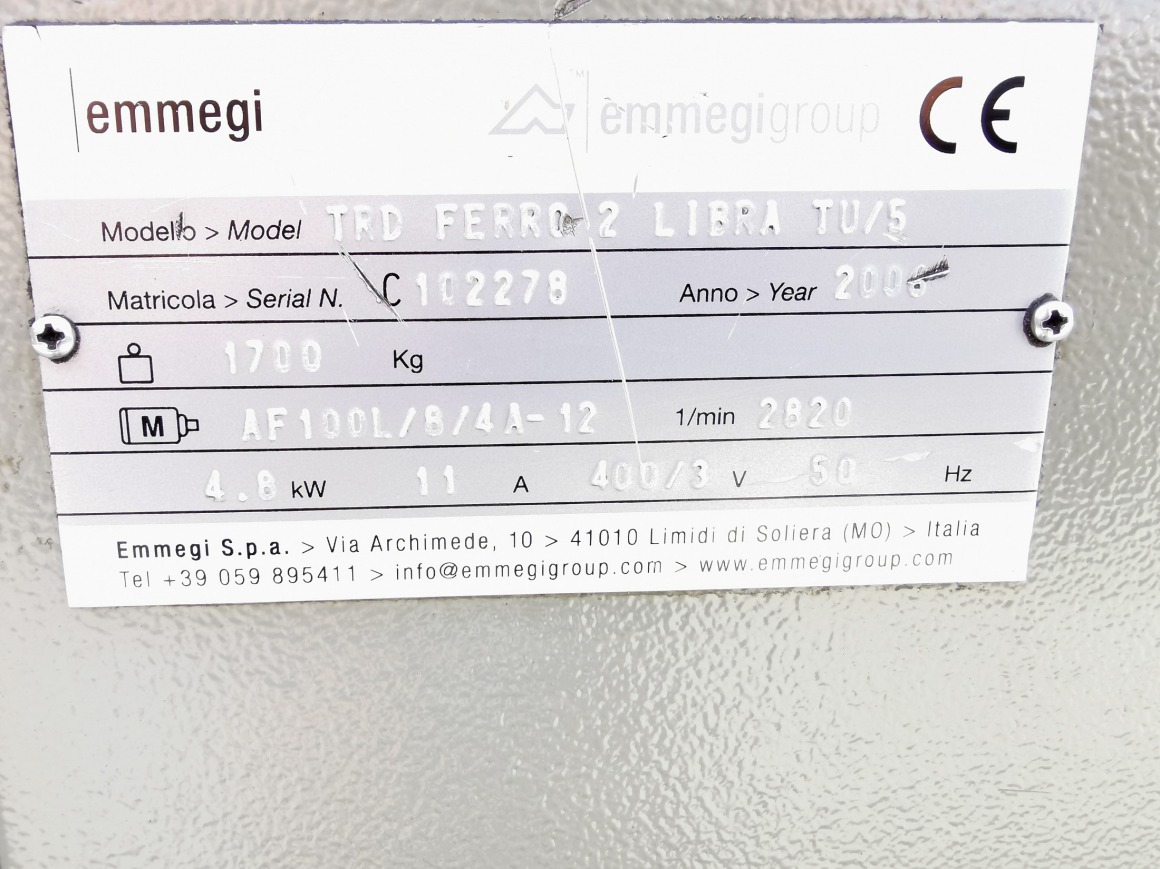 emmegi
™ emmegigroup CE
Modello > Model TRD FERRO 2 LIBRA TU/5
Matricola > Serial N. C 102278 Anno > Year
1700 Kg
M AF100L/8/4A-12 1/min 2820
4.8 kW 11 A 400/3 V 50 Hz
Emmegi S.p.a. > Via Archimede, 10 > 41010 Limidi di Soliera (MO) > Italia
Tel +39 059 895411 > info@emmegigroup.com > www.emmegigroup.com